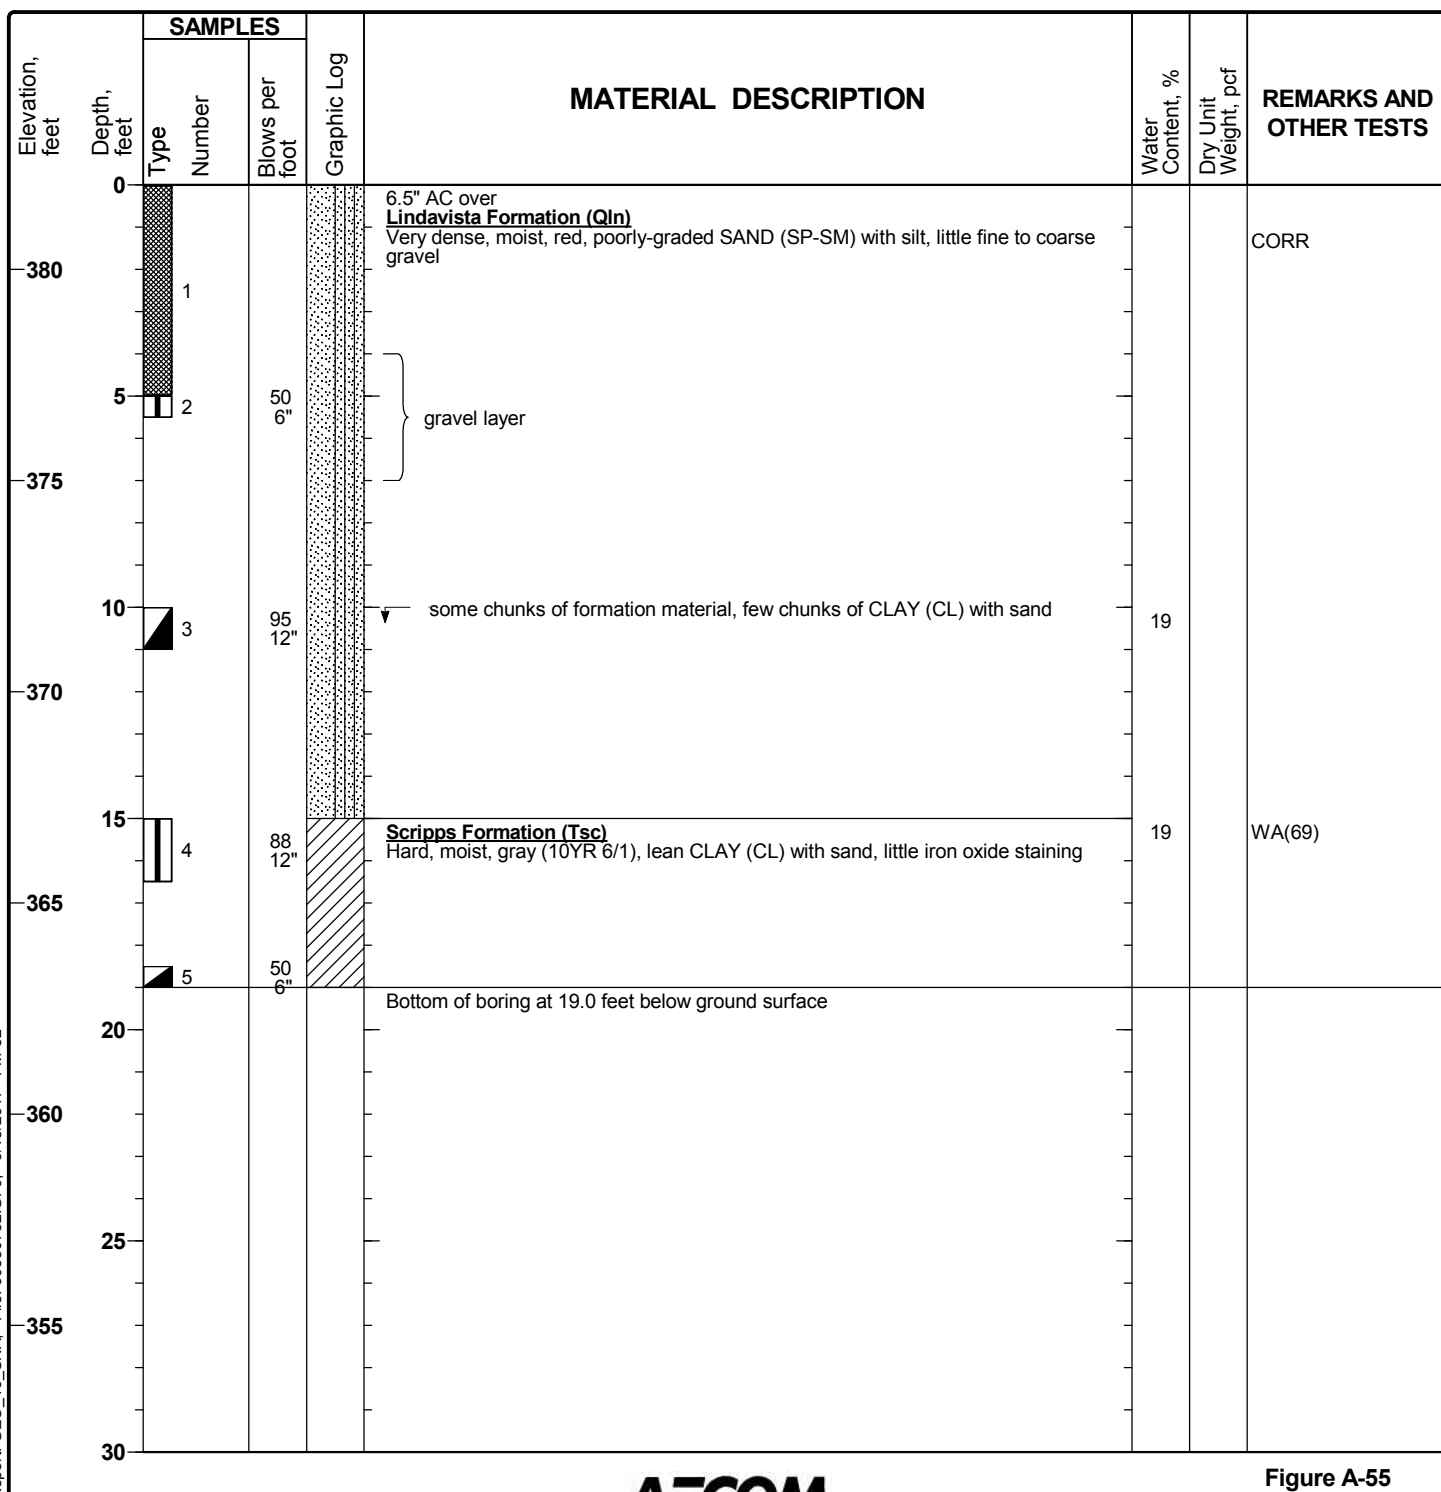 SAMPLES
Elevation,
feet
Depth,
feet
Type
Number
Blows per
foot
Graphic Log
MATERIAL DESCRIPTION
Water
Content, %
Dry Unit
Weight, pcf
REMARKS AND
OTHER TESTS
0
6.5" AC over
Lindavista Formation (Qln)
Very dense, moist, red, poorly-graded SAND (SP-SM) with silt, little fine to coarse
gravel
CORR
380
1
5
2
50
6"
gravel layer
375
10
3
95
12"
some chunks of formation material, few chunks of CLAY (CL) with sand
19
370
15
4
88
12"
Scripps Formation (Tsc)
Hard, moist, gray (10YR 6/1), lean CLAY (CL) with sand, little iron oxide staining
19
WA(69)
365
5
50
6"
Bottom of boring at 19.0 feet below ground surface
20
360
25
355
30
AECOM
Figure A-55